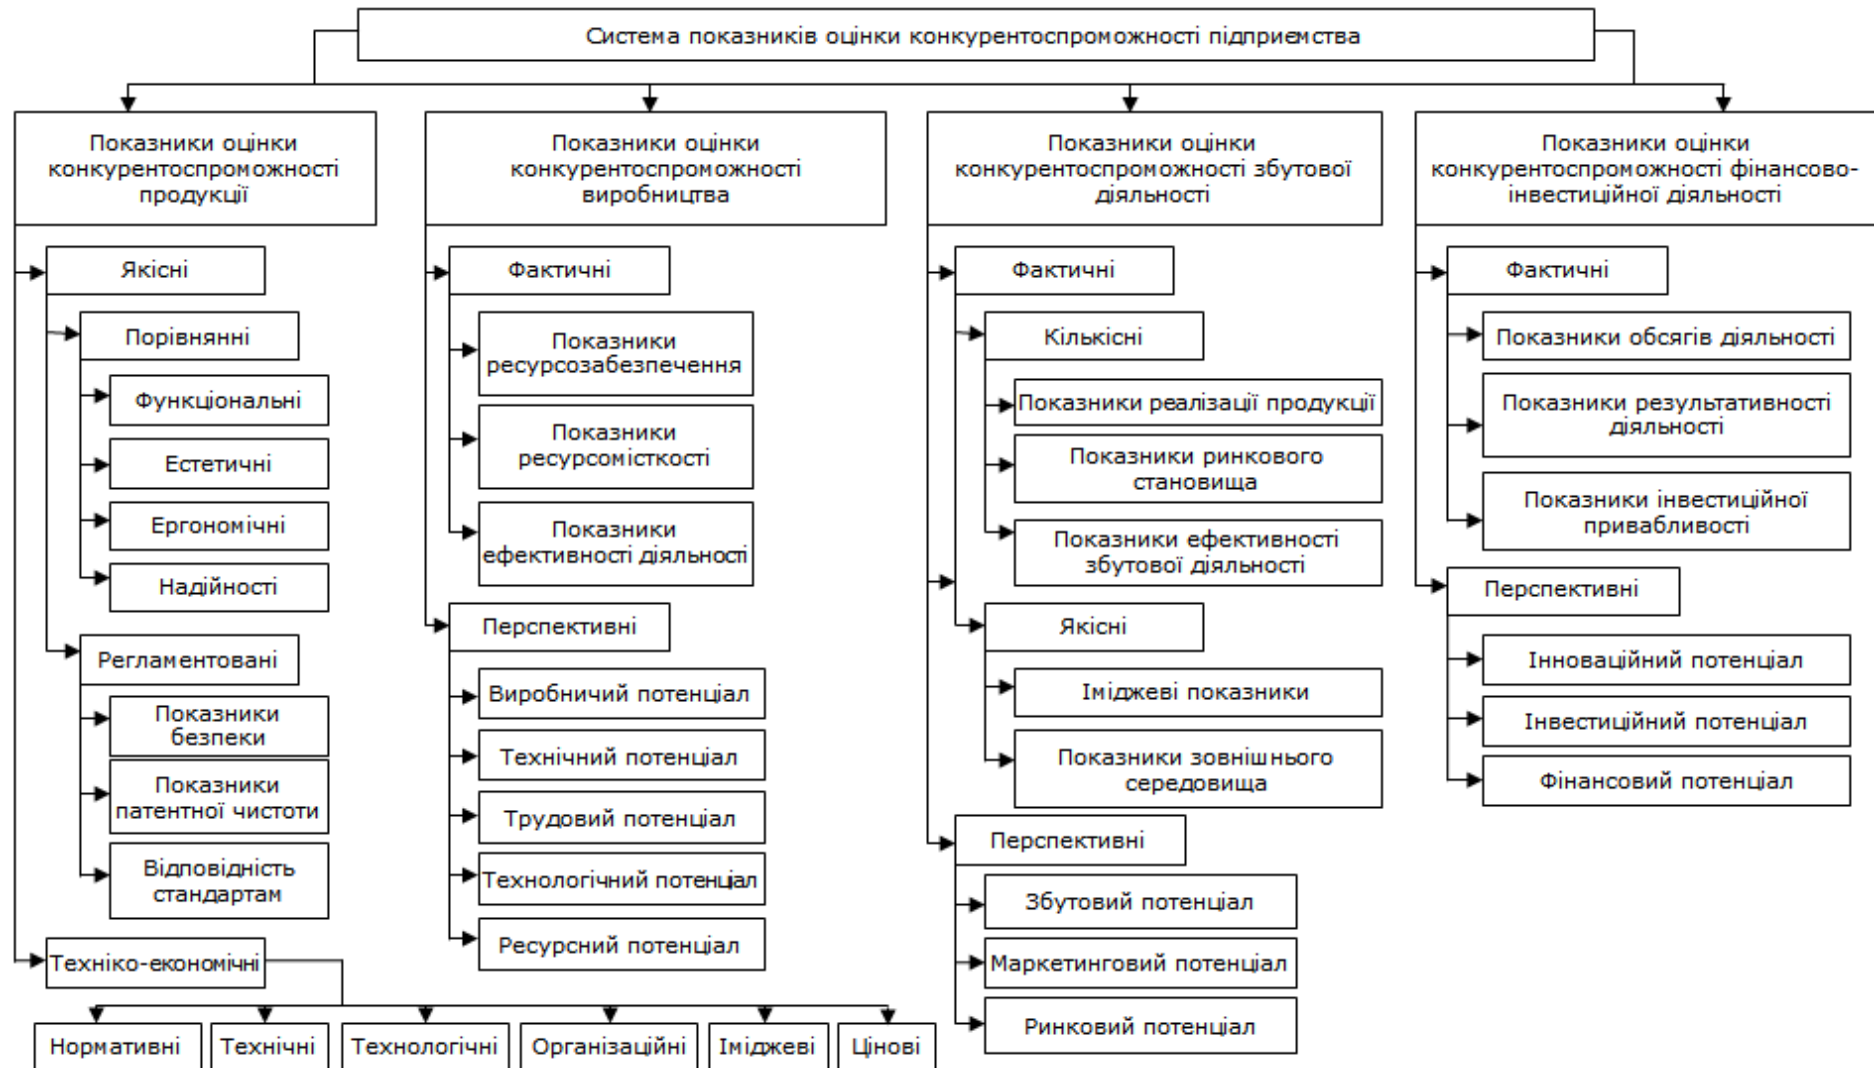 Система показників оцінки конкурентоспроможності підприємства
Показники оцінки
конкурентоспроможності
продукції
Якісні
Порівнянні
Функціональні
Естетичні
Ергономічні
Надійності
Регламентовані
Показники
безпеки
Показники
патентної чистоти
Відповідність
стандартам
Техніко-економічні
Нормативні
Технічні
Технологічні
Організаційні
Іміджеві
Цінові
Показники оцінки
конкурентоспроможності
виробництва
Фактичні
Показники
ресурсозабезпечення
Показники
ресурсомісткості
Показники
ефективності діяльності
Перспективні
Виробничий потенціал
Технічний потенціал
Трудовий потенціал
Технологічний потенціал
Ресурсний потенціал
Показники оцінки
конкурентоспроможності збутової
діяльності
Фактичні
Кількісні
Показники реалізації продукції
Показники ринкового
становища
Показники ефективності
збутової діяльності
Якісні
Іміджеві показники
Показники зовнішнього
середовища
Перспективні
Збутовий потенціал
Маркетинговий потенціал
Ринковий потенціал
Показники оцінки
конкурентоспроможності фінансово-
інвестиційної діяльності
Фактичні
Показники обсягів діяльності
Показники результативності
діяльності
Показники інвестиційної
привабливості
Перспективні
Інноваційний потенціал
Інвестиційний потенціал
Фінансовий потенціал